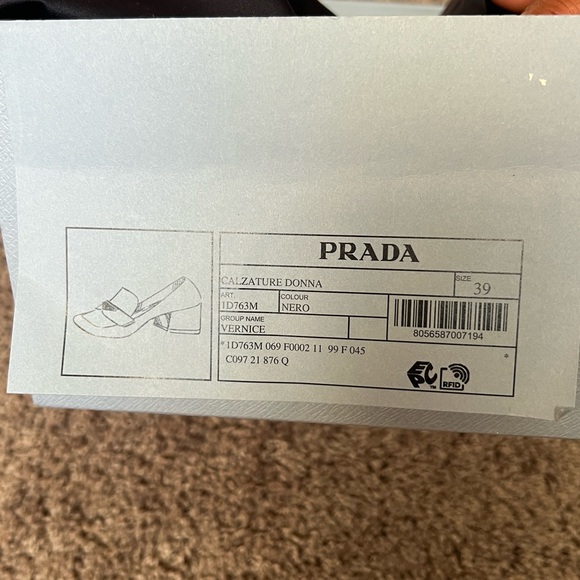 PRADA
CALZATURE DONNA
SIZE
39
ART.
1D763M
COLOUR
NERO
GROUP NAME
VERNICE
8056587007194
*1D763M 069 F0002 11 99 F 045 *
C097 21 876 Q
EPC™
RFID